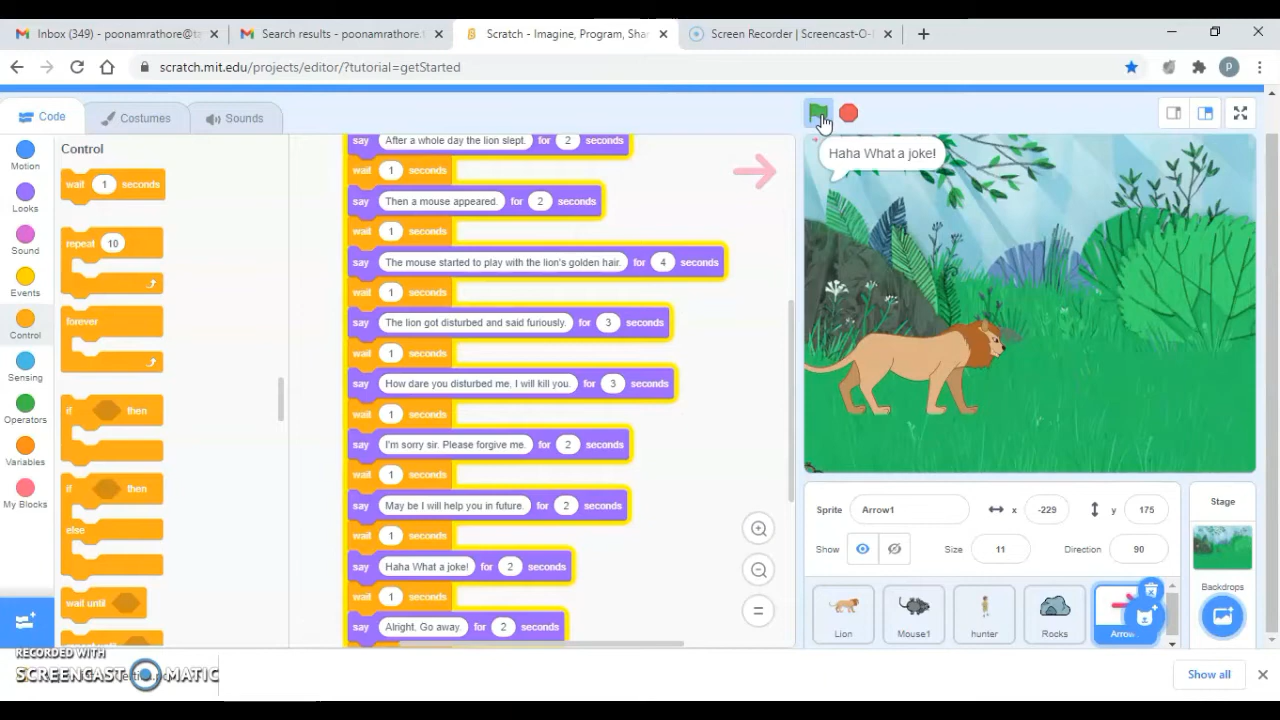 Inbox (349) - poonamrathore@ta
Search results - poonamrathore.t
Scratch - Imagine, Program, Sha
Screen Recorder | Screencast-O-
scratch.mit.edu/projects/editor/?tutorial=getStarted
P
Code
Costumes
Sounds
Motion
Looks
Sound
Events
Control
Sensing
Operators
Variables
My Blocks
Control
wait 1 seconds
repeat 10
forever
if then
if then
else
wait until
say After a whole day the lion slept. for 2 seconds
wait 1 seconds
say Then a mouse appeared. for 2 seconds
wait 1 seconds
say The mouse started to play with the lion's golden hair. for 4 seconds
wait 1 seconds
say The lion got disturbed and said furiously. for 3 seconds
wait 1 seconds
say How dare you disturbed me, I will kill you. for 3 seconds
wait 1 seconds
say I'm sorry sir. Please forgive me. for 2 seconds
wait 1 seconds
say May be I will help you in future. for 2 seconds
wait 1 seconds
say Haha What a joke! for 2 seconds
wait 1 seconds
say Alright, Go away. for 2 seconds
Haha What a joke!
Sprite Arrow1 x -229 y 175
Show Size 11 Direction 90
Lion
Mouse1
hunter
Rocks
Arrow
Stage
Backdrops
RECORDED WITH
SCREENCAST MATIC
Show all